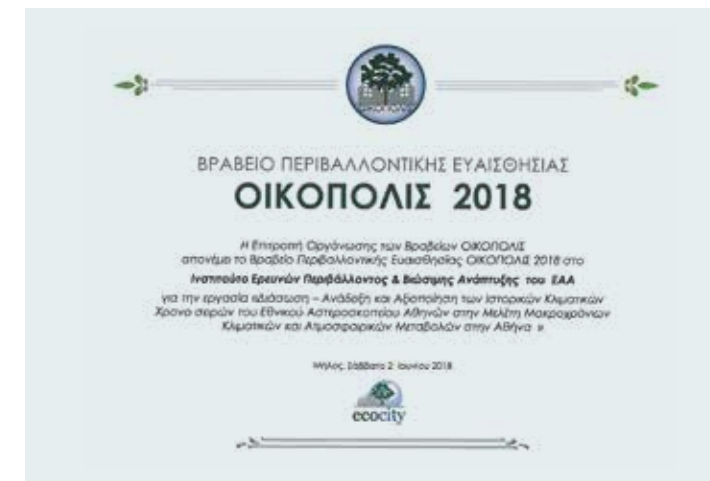 ΒΡΑΒΕΙΟ ΠΕΡΙΒΑΛΛΟΝΤΙΚΗΣ ΕΥΑΙΣΘΗΣΙΑΣ
ΟΙΚΟΠΟΛΙΣ 2018
Η Επιτροπή Οργάνωσης των Βραβείων ΟΙΚΟΠΟΛΙΣ
απονέμει το Βραβείο Περιβαλλοντικής Ευαισθησίας ΟΙΚΟΠΟΛΙΣ 2018 στο
Ινστιτούτο Ερευνών Περιβάλλοντος & Βιώσιμης Ανάπτυξης του ΕΑΑ
για την εργασία «Διάσωση – Ανάδειξη και Αξιοποίηση των Ιστορικών Κλιματικών
Χρονο σειρών του Εθνικού Αστεροσκοπείου Αθηνών στην Μελέτη Μακροχρόνιων
Κλιματικών και Ατμοσφαιρικών Μεταβολών στην Αθήνα »
Σάββατο 2 Ιουνίου 2018
ecocity